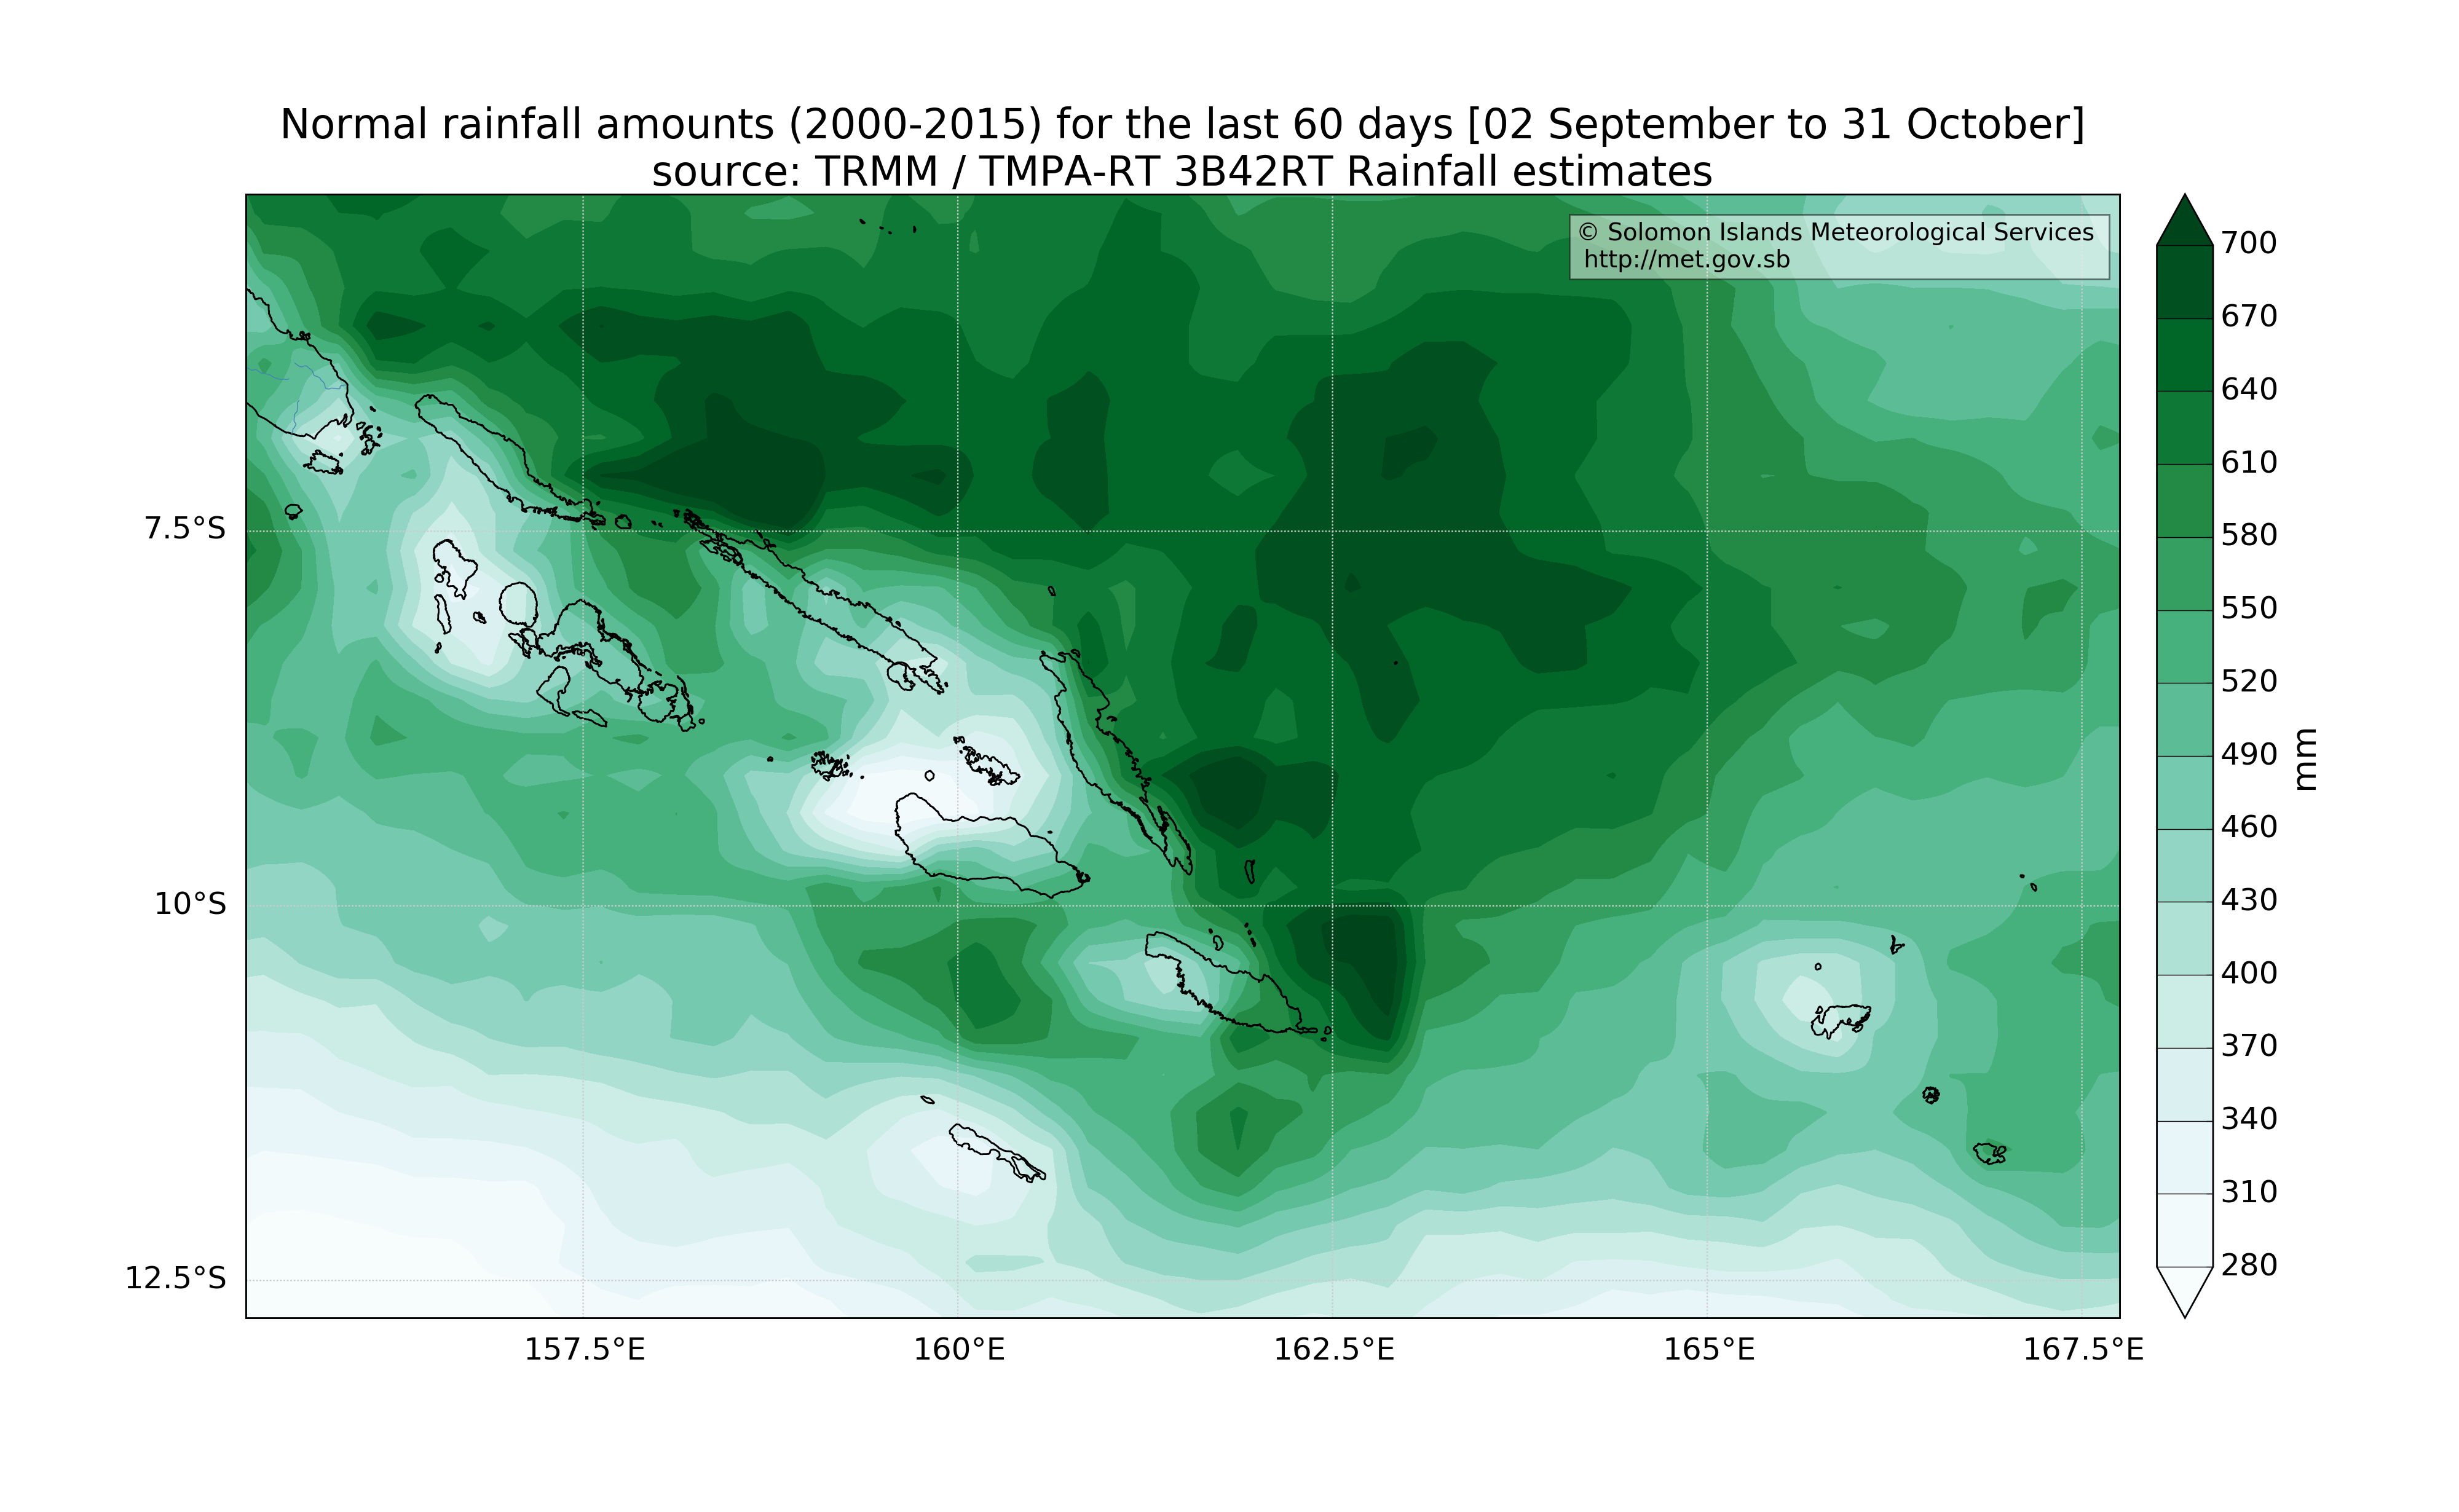 Normal rainfall amounts (2000-2015) for the last 60 days [02 September to 31 October]
source: TRMM / TMPA-RT 3B42RT Rainfall estimates
© Solomon Islands Meteorological Services
http://met.gov.sb
7.5°S
10°S
12.5°S
157.5°E
160°E
162.5°E
165°E
167.5°E
700
670
640
610
580
550
520
490
460
430
400
370
340
310
280
mm